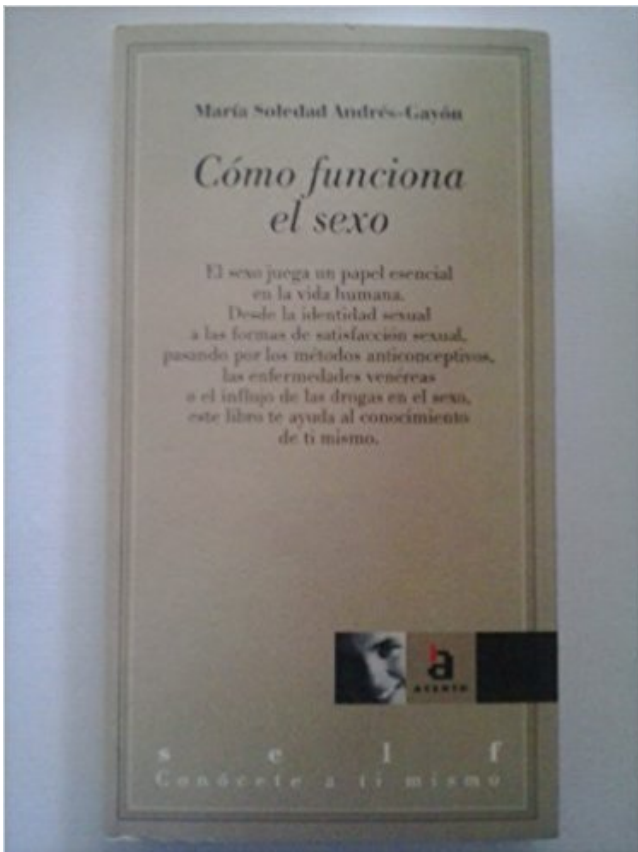 María Soledad Andrés-Gayón
Cómo funciona
el sexo
El sexo juega un papel esencial
en la vida humana.
Desde la identidad sexual
a las formas de satisfacción sexual,
pasando por los métodos anticonceptivos,
las enfermedades venéreas
o el influjo de las drogas en el sexo,
este libro te ayuda al conocimiento
de ti mismo.
a
ACENTO
self
Conócete a ti mismo